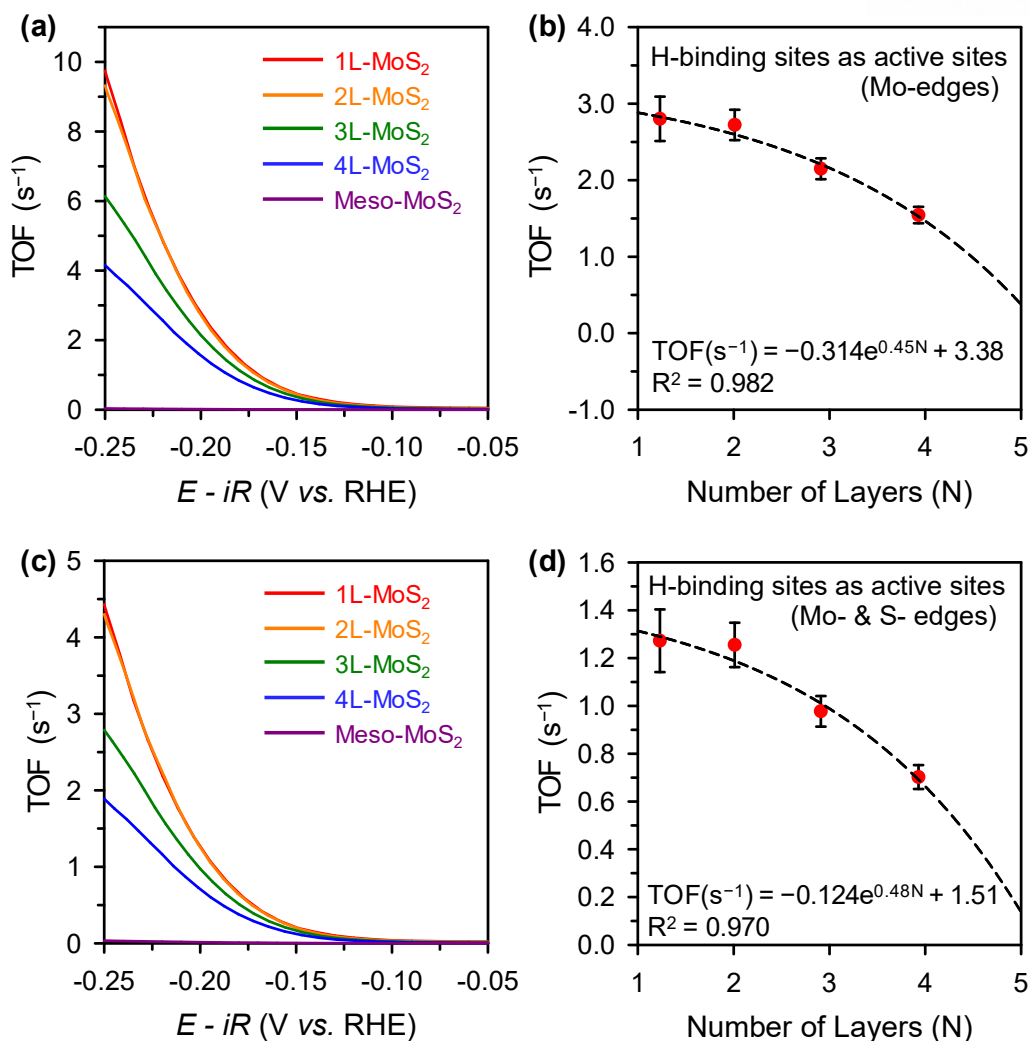 (a)
10
8
6
4
2
0
TOF (s⁻¹)
1L-MoS₂
2L-MoS₂
3L-MoS₂
4L-MoS₂
Meso-MoS₂
-0.25 -0.20 -0.15 -0.10 -0.05
E - iR (V vs. RHE)
(b)
4.0
3.0
2.0
1.0
0.0
-1.0
TOF (s⁻¹)
H-binding sites as active sites
(Mo-edges)
TOF(s⁻¹) = −0.314e⁰·⁴⁵ᴺ + 3.38
R² = 0.982
1 2 3 4 5
Number of Layers (N)
(c)
5
4
3
2
1
0
TOF (s⁻¹)
1L-MoS₂
2L-MoS₂
3L-MoS₂
4L-MoS₂
Meso-MoS₂
-0.25 -0.20 -0.15 -0.10 -0.05
E - iR (V vs. RHE)
(d)
1.6
1.4
1.2
1.0
0.8
0.6
0.4
0.2
0.0
TOF (s⁻¹)
H-binding sites as active sites
(Mo- & S- edges)
TOF(s⁻¹) = −0.124e⁰·⁴⁸ᴺ + 1.51
R² = 0.970
1 2 3 4 5
Number of Layers (N)